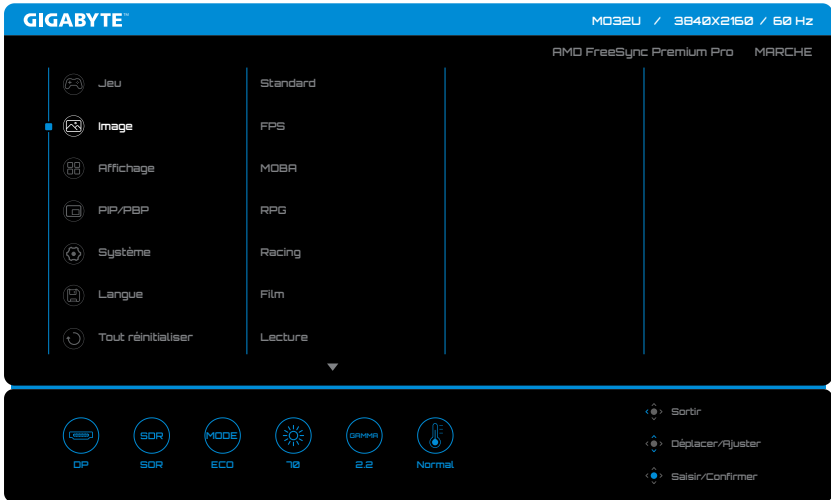 GIGABYTE™
MO32U / 3840X2160 / 60 Hz
AMD FreeSync Premium Pro MARCHE
Jeu
Image
Affichage
PIP/PBP
Système
Langue
Tout réinitialiser
Standard
FPS
MOBA
RPG
Racing
Film
Lecture
DP
SDR
SDR
MODE
ECO
70
GAMMA
2.2
Normal
Sortir
Déplacer/Ajuster
Saisir/Confirmer